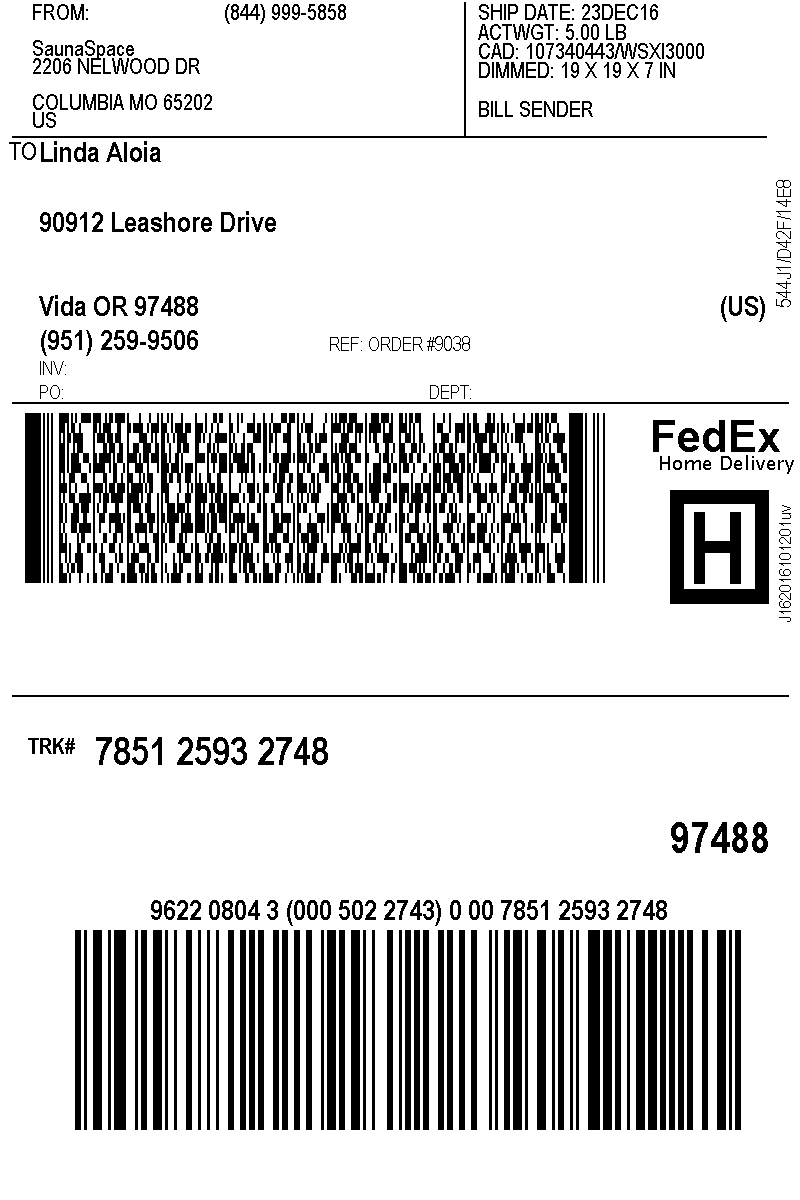 FROM: (844) 999-5858
SaunaSpace
2206 NELWOOD DR
COLUMBIA MO 65202
US
SHIP DATE: 23DEC16
ACTWGT: 5.00 LB
CAD: 107340443/WSXI3000
DIMMED: 19 X 19 X 7 IN
BILL SENDER
TO Linda Aloia
90912 Leashore Drive
Vida OR 97488 (US)
(951) 259-9506 REF: ORDER #9038
INV:
PO: DEPT:
544J1/D42F/14E8
FedEx
Home Delivery
H
J162016101201uv
TRK# 7851 2593 2748
97488
9622 0804 3 (000 502 2743) 0 00 7851 2593 2748